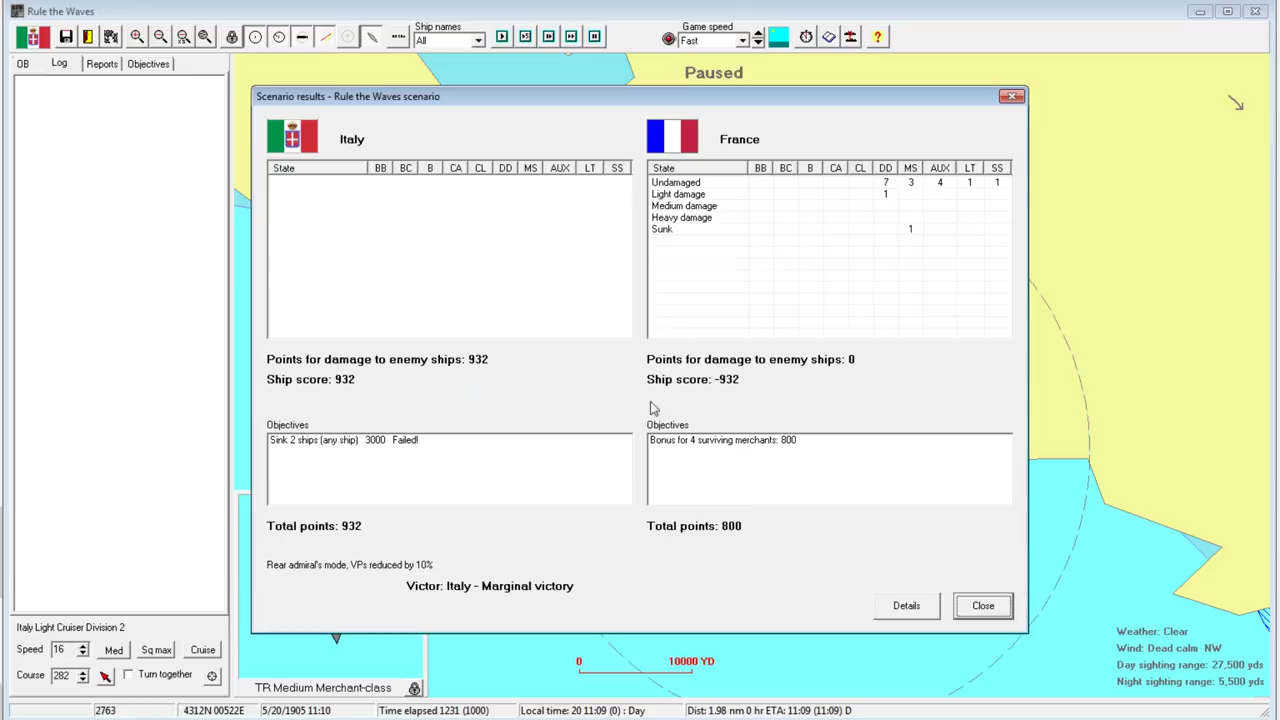 Rule the Waves
Ship names
All
Game speed
Fast
OB Log Reports Objectives
Paused
Scenario results - Rule the Waves scenario
Italy
State BB BC B CA CL DD MS AUX LT SS
Points for damage to enemy ships: 932
Ship score: 932
Objectives
Sink 2 ships (any ship) 3000 Failed!
Total points: 932
France
State BB BC B CA CL DD MS AUX LT SS
Undamaged 7 3 4 1 1
Light damage 1
Medium damage
Heavy damage
Sunk 1
Points for damage to enemy ships: 0
Ship score: -932
Objectives
Bonus for 4 surviving merchants: 800
Total points: 800
Rear admiral's mode, VPs reduced by 10%
Victor: Italy - Marginal victory
Details Close
Italy Light Cruiser Division 2
Speed 16 Med Sq max Cruise
Course 282 Turn together
TR Medium Merchant-class
0 10000 YD
Weather: Clear
Wind: Dead calm NW
Day sighting range: 27,500 yds
Night sighting range: 5,500 yds
2763 4312N 00522E 5/20/1905 11:10 Time elapsed 1231 (1000) Local time: 20 11:09 (0) : Day Dist: 1.98 nm 0 hr ETA: 11:09 (11:09) D